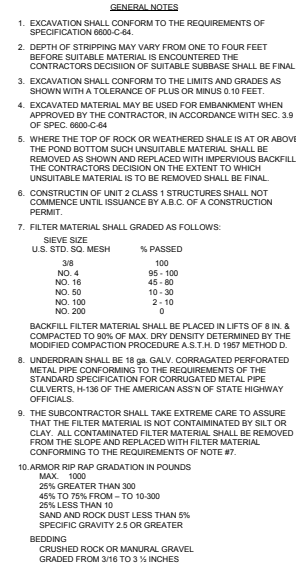 GENERAL NOTES
1. EXCAVATION SHALL CONFORM TO THE REQUIREMENTS OF
SPECIFICATION 6600-C-64.
2. DEPTH OF STRIPPING MAY VARY FROM ONE TO FOUR FEET
BEFORE SUITABLE MATERIAL IS ENCOUNTERED THE
CONTRACTORS DECISIION OF SUITABLE SUBBASE SHALL BE FINAL
3. EXCAVATION SHALL CONFORM TO THE LIMITS AND GRADES AS
SHOWN WITH A TOLERANCE OF PLUS OR MINUS 0.10 FEET.
4. EXCAVATED MATERIAL MAY BE USED FOR EMBANKMENT WHEN
APPROVED BY THE CONTRACTOR, IN ACCORDANCE WITH SEC. 3.9
OF SPEC. 6600-C-64
5. WHERE THE TOP OF ROCK OR WEATHERED SHALE IS AT OR ABOVE
THE POND BOTTOM SUCH UNSUITABLE MATERIAL SHALL BE
REMOVED AS SHOWN AND REPLACED WITH IMPERVIOUS BACKFILL
THE CONTRACTORS DECISION ON THE EXTENT TO WHICH
UNSUITABLE MATERIAL IS TO BE REMOVED SHALL BE FINAL.
6. CONSTRUCTIN OF UNIT 2 CLASS 1 STRUCTURES SHALL NOT
COMMENCE UNTIL ISSUANCE BY A.B.C. OF A CONSTRUCTION
PERMIT.
7. FILTER MATERIAL SHALL GRADED AS FOLLOWS:
SIEVE SIZE
U.S. STD. SQ. MESH % PASSED
3/8 100
NO. 4 95 - 100
NO. 16 45 - 80
NO. 50 10 - 30
NO. 100 2 - 10
NO. 200 0
BACKFILL FILTER MATERIAL SHALL BE PLACED IN LIFTS OF 8 IN. &
COMPACTED TO 90% OF MAX. DRY DENSITY DETERMINED BY THE
MODIFIED COMPACTION PROCEDURE A.S.T.H. D 1957 METHOD D.
8. UNDERDRAIN SHALL BE 18 ga. GALV. CORRAGATED PERFORATED
METAL PIPE CONFORMING TO THE REQUIREMENTS OF THE
STANDARD SPECIFICATION FOR CORRUGATED METAL PIPE
CULVERTS, H-136 OF THE AMERICAN ASS'N OF STATE HIGHWAY
OFFICIALS.
9. THE SUBCONTRACTOR SHALL TAKE EXTREME CARE TO ASSURE
THAT THE FILTER MATERIAL IS NOT CONTAIMINATED BY SILT OR
CLAY. ALL CONTAMINATED FILTER MATERIAL SHALL BE REMOVED
FROM THE SLOPE AND REPLACED WITH FILTER MATERIAL
CONFORMING TO THE REQUIREMENTS OF NOTE #7.
10. ARMOR RIP RAP GRADATION IN POUNDS
MAX. 1000
25% GREATER THAN 300
45% TO 75% FROM – TO 10-300
25% LESS THAN 10
SAND AND ROCK DUST LESS THAN 5%
SPECIFIC GRAVITY 2.5 OR GREATER
BEDDING
CRUSHED ROCK OR MANURAL GRAVEL
GRADED FROM 3/16 TO 3 ½ INCHES